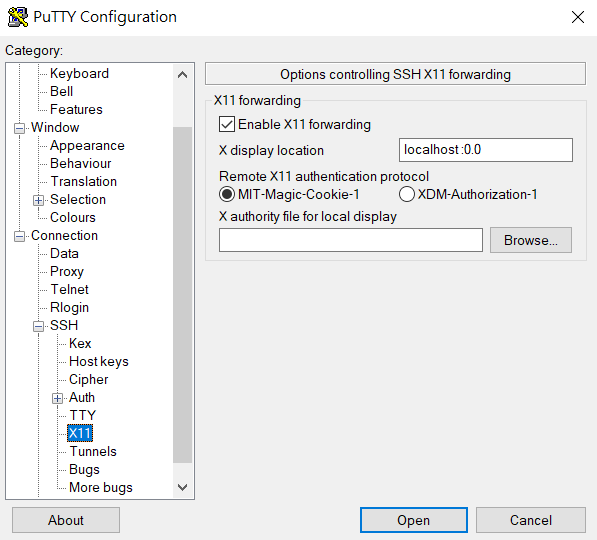 PuTTY Configuration
Category:
Keyboard
Bell
Features
Window
Appearance
Behaviour
Translation
Selection
Colours
Connection
Data
Proxy
Telnet
Rlogin
SSH
Kex
Host keys
Cipher
Auth
TTY
X11
Tunnels
Bugs
More bugs
Options controlling SSH X11 forwarding
X11 forwarding
Enable X11 forwarding
X display location
localhost:0.0
Remote X11 authentication protocol
MIT-Magic-Cookie-1 XDM-Authorization-1
X authority file for local display
Browse...
About Open Cancel